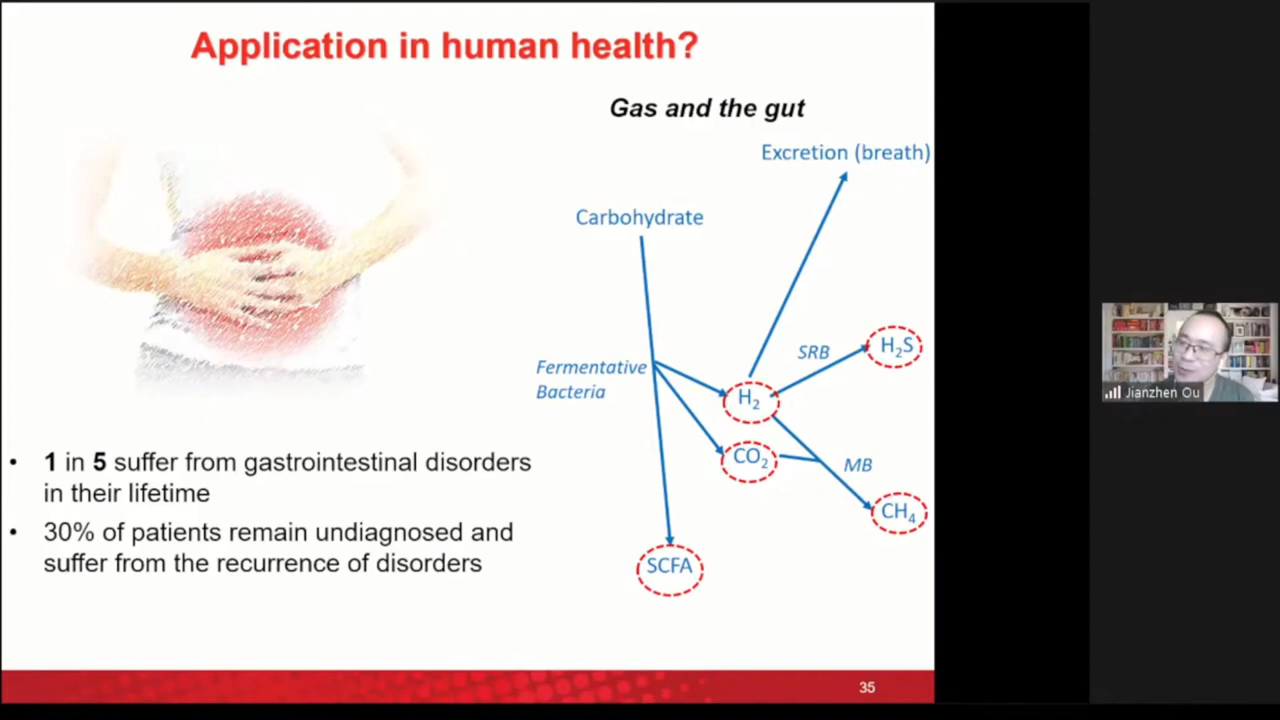 Application in human health?
Gas and the gut
Excretion (breath)
Carbohydrate
Fermentative
Bacteria
SRB
H₂S
H₂
CO₂
MB
CH₄
SCFA
• 1 in 5 suffer from gastrointestinal disorders
in their lifetime
• 30% of patients remain undiagnosed and
suffer from the recurrence of disorders
35
Jianzhen Ou